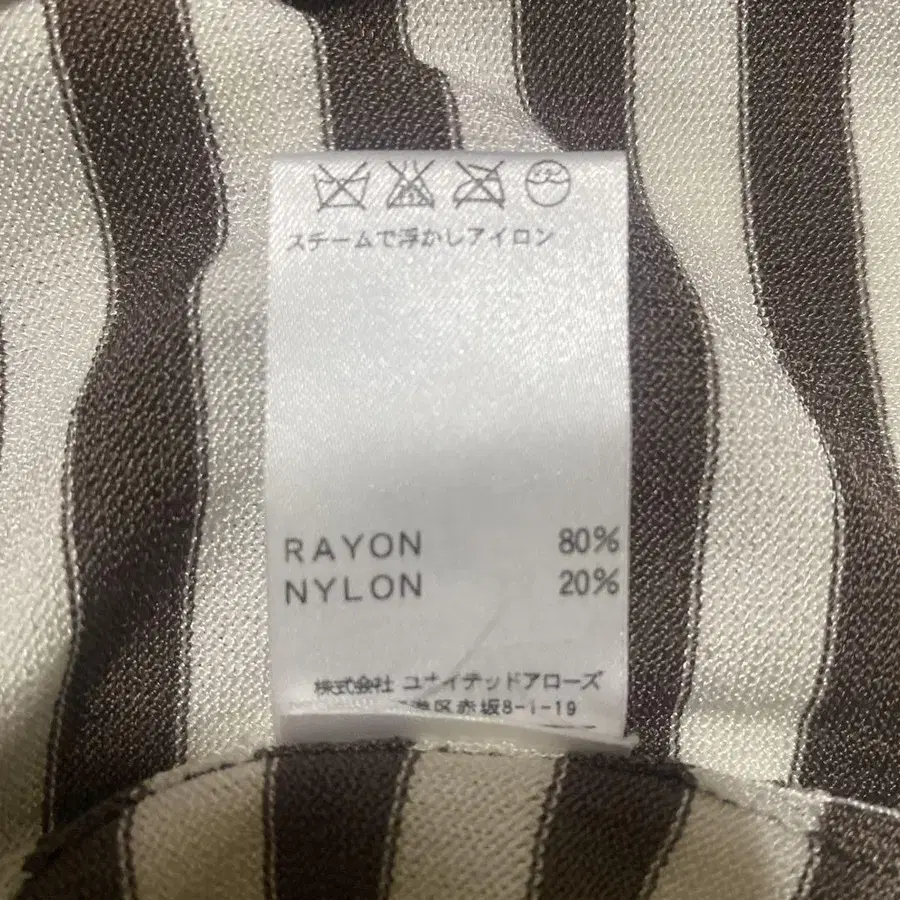 スチームで浮かしアイロン
RAYON 80%
NYLON 20%
株式会社 ユナイテッドアローズ
港区赤坂8-1-19